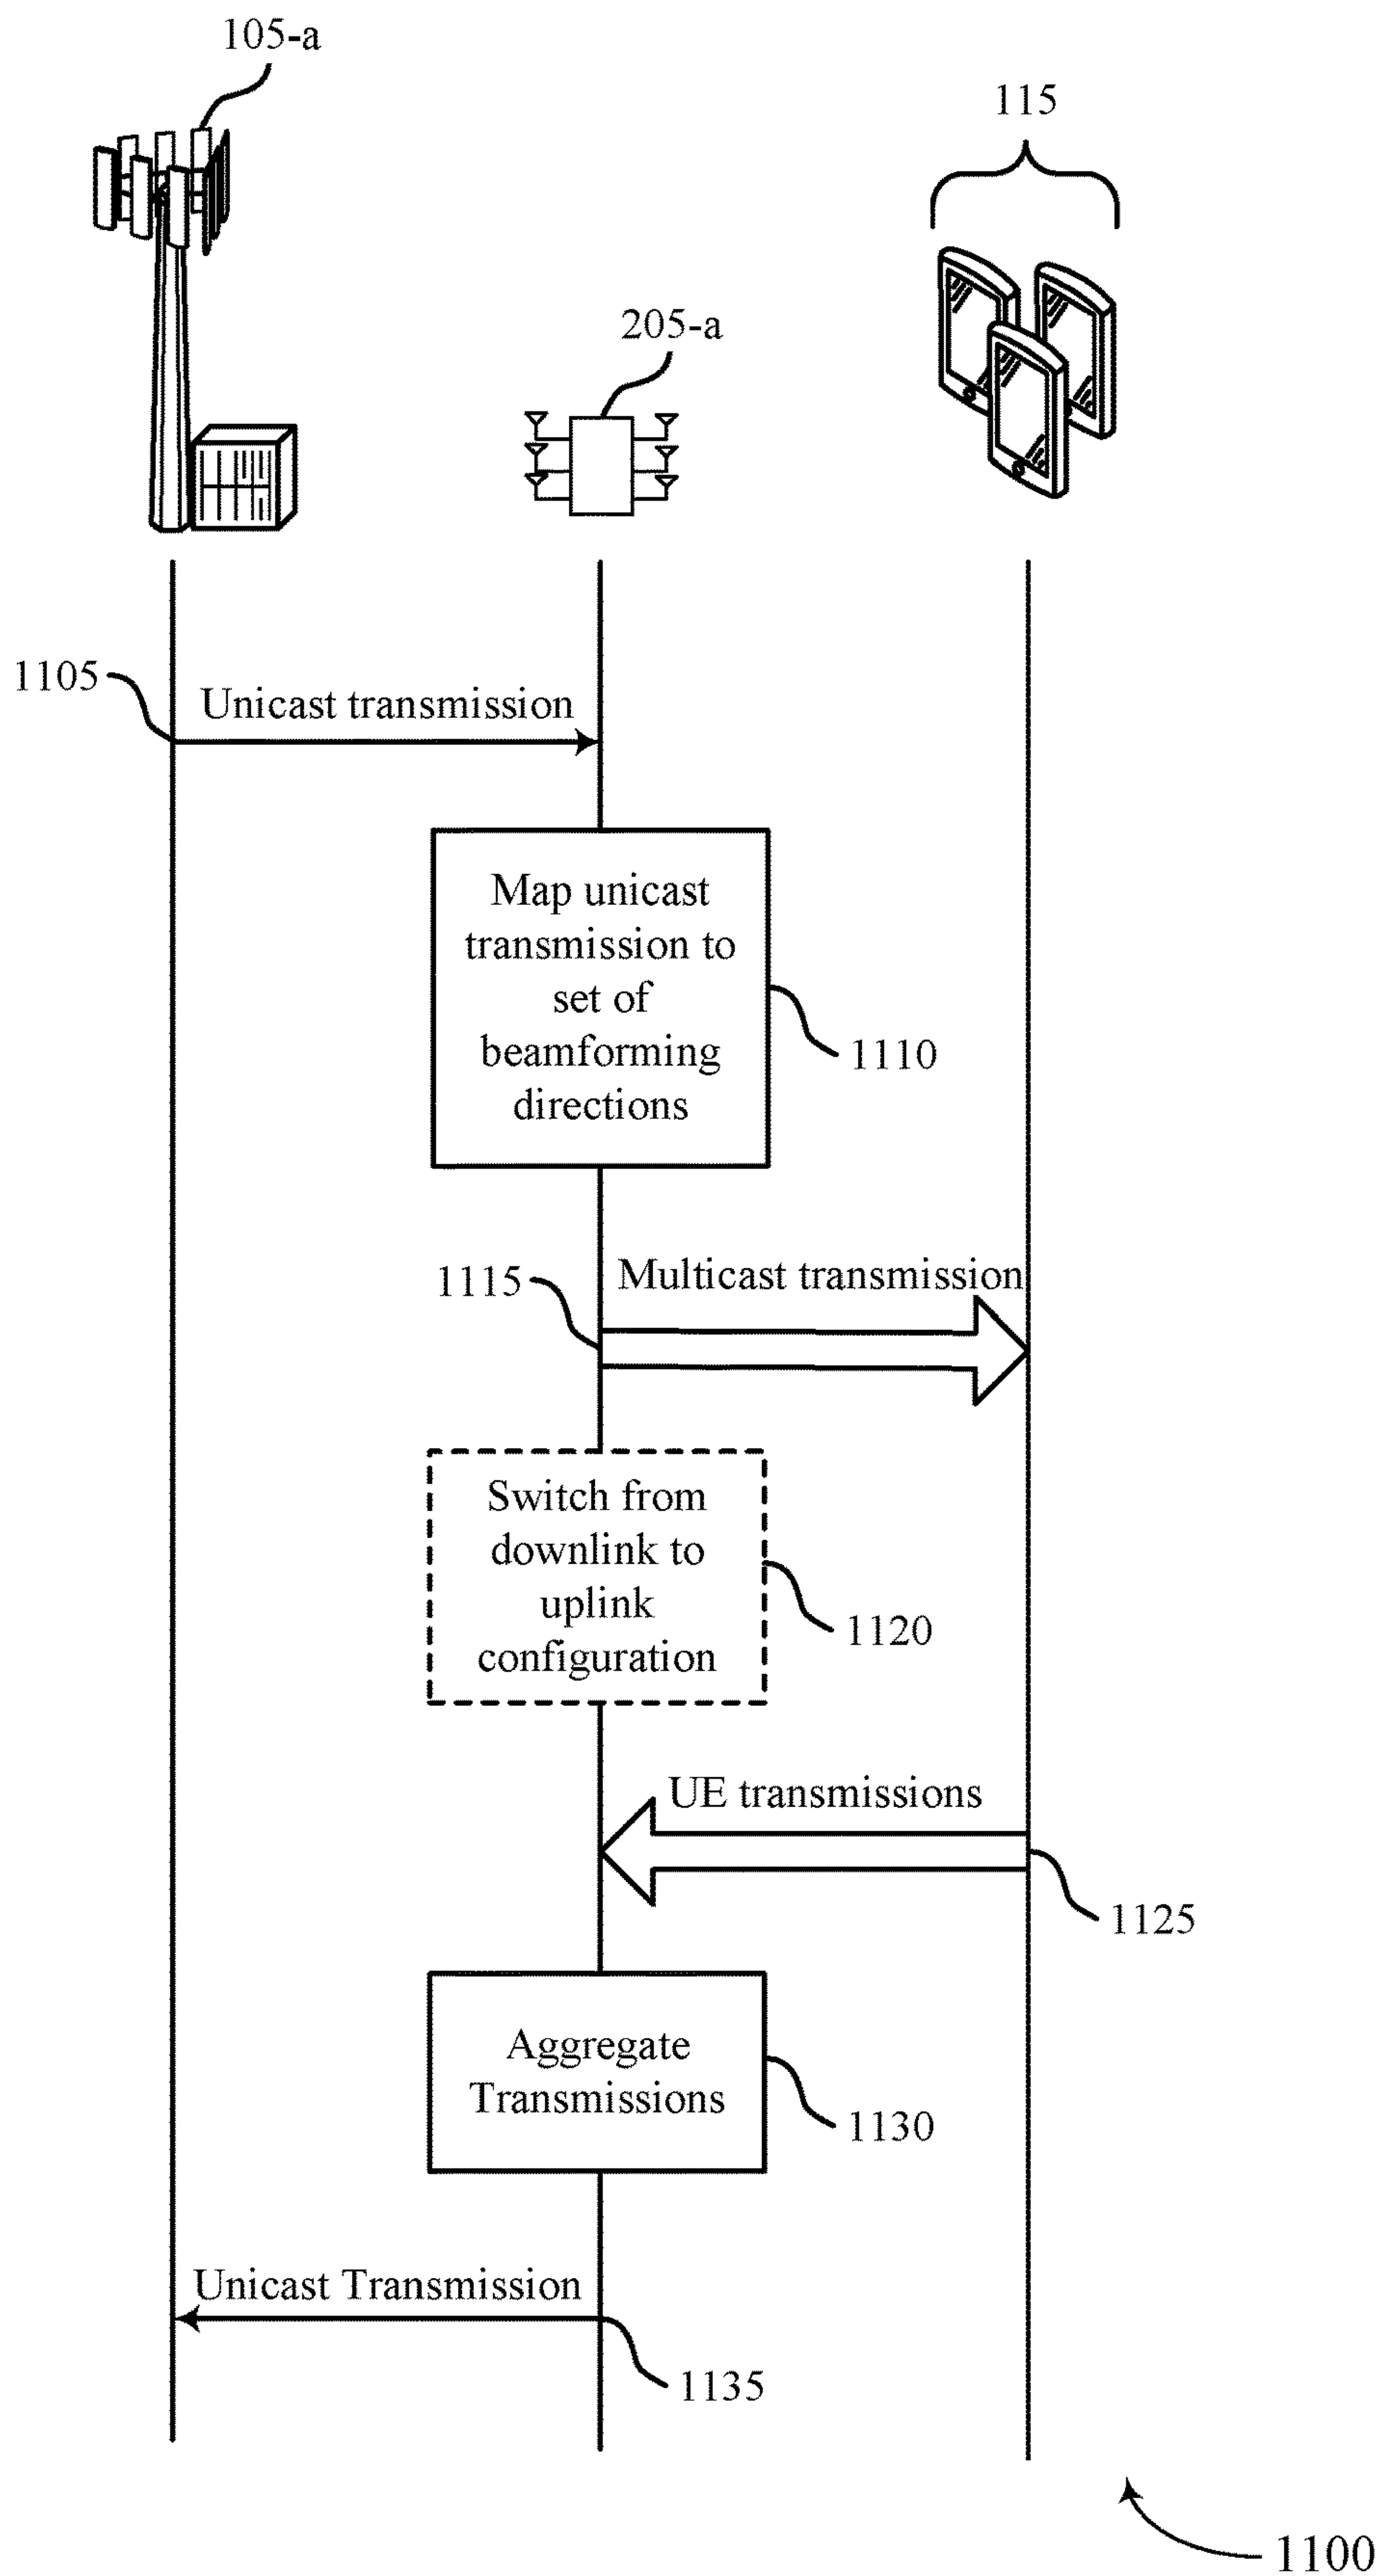 105-a
115
205-a
1105
Unicast transmission
Map unicast
transmission to
set of
beamforming
directions
1110
Multicast transmission
1115
Switch from
downlink to
uplink
configuration
1120
UE transmissions
1125
Aggregate
Transmissions
1130
Unicast Transmission
1135
1100